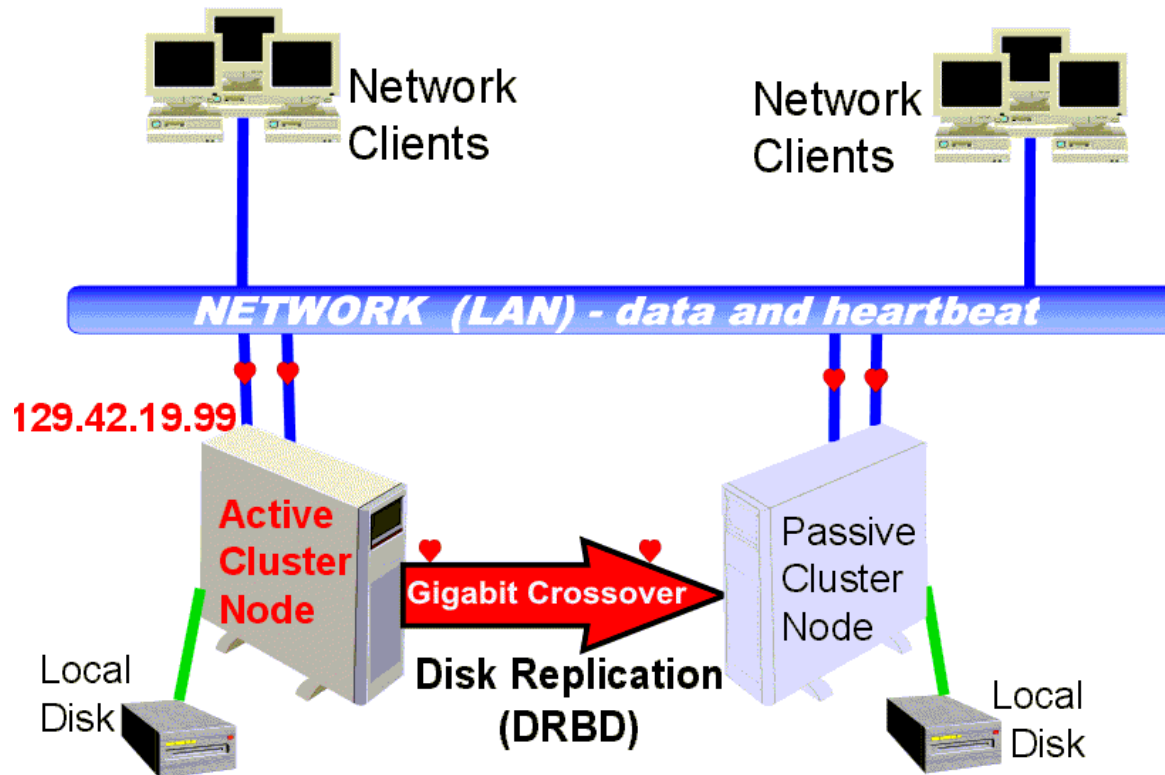 Network
Clients
Network
Clients
NETWORK (LAN) - data and heartbeat
129.42.19.99
Active
Cluster
Node
Gigabit Crossover
Passive
Cluster
Node
Disk Replication
(DRBD)
Local
Disk
Local
Disk